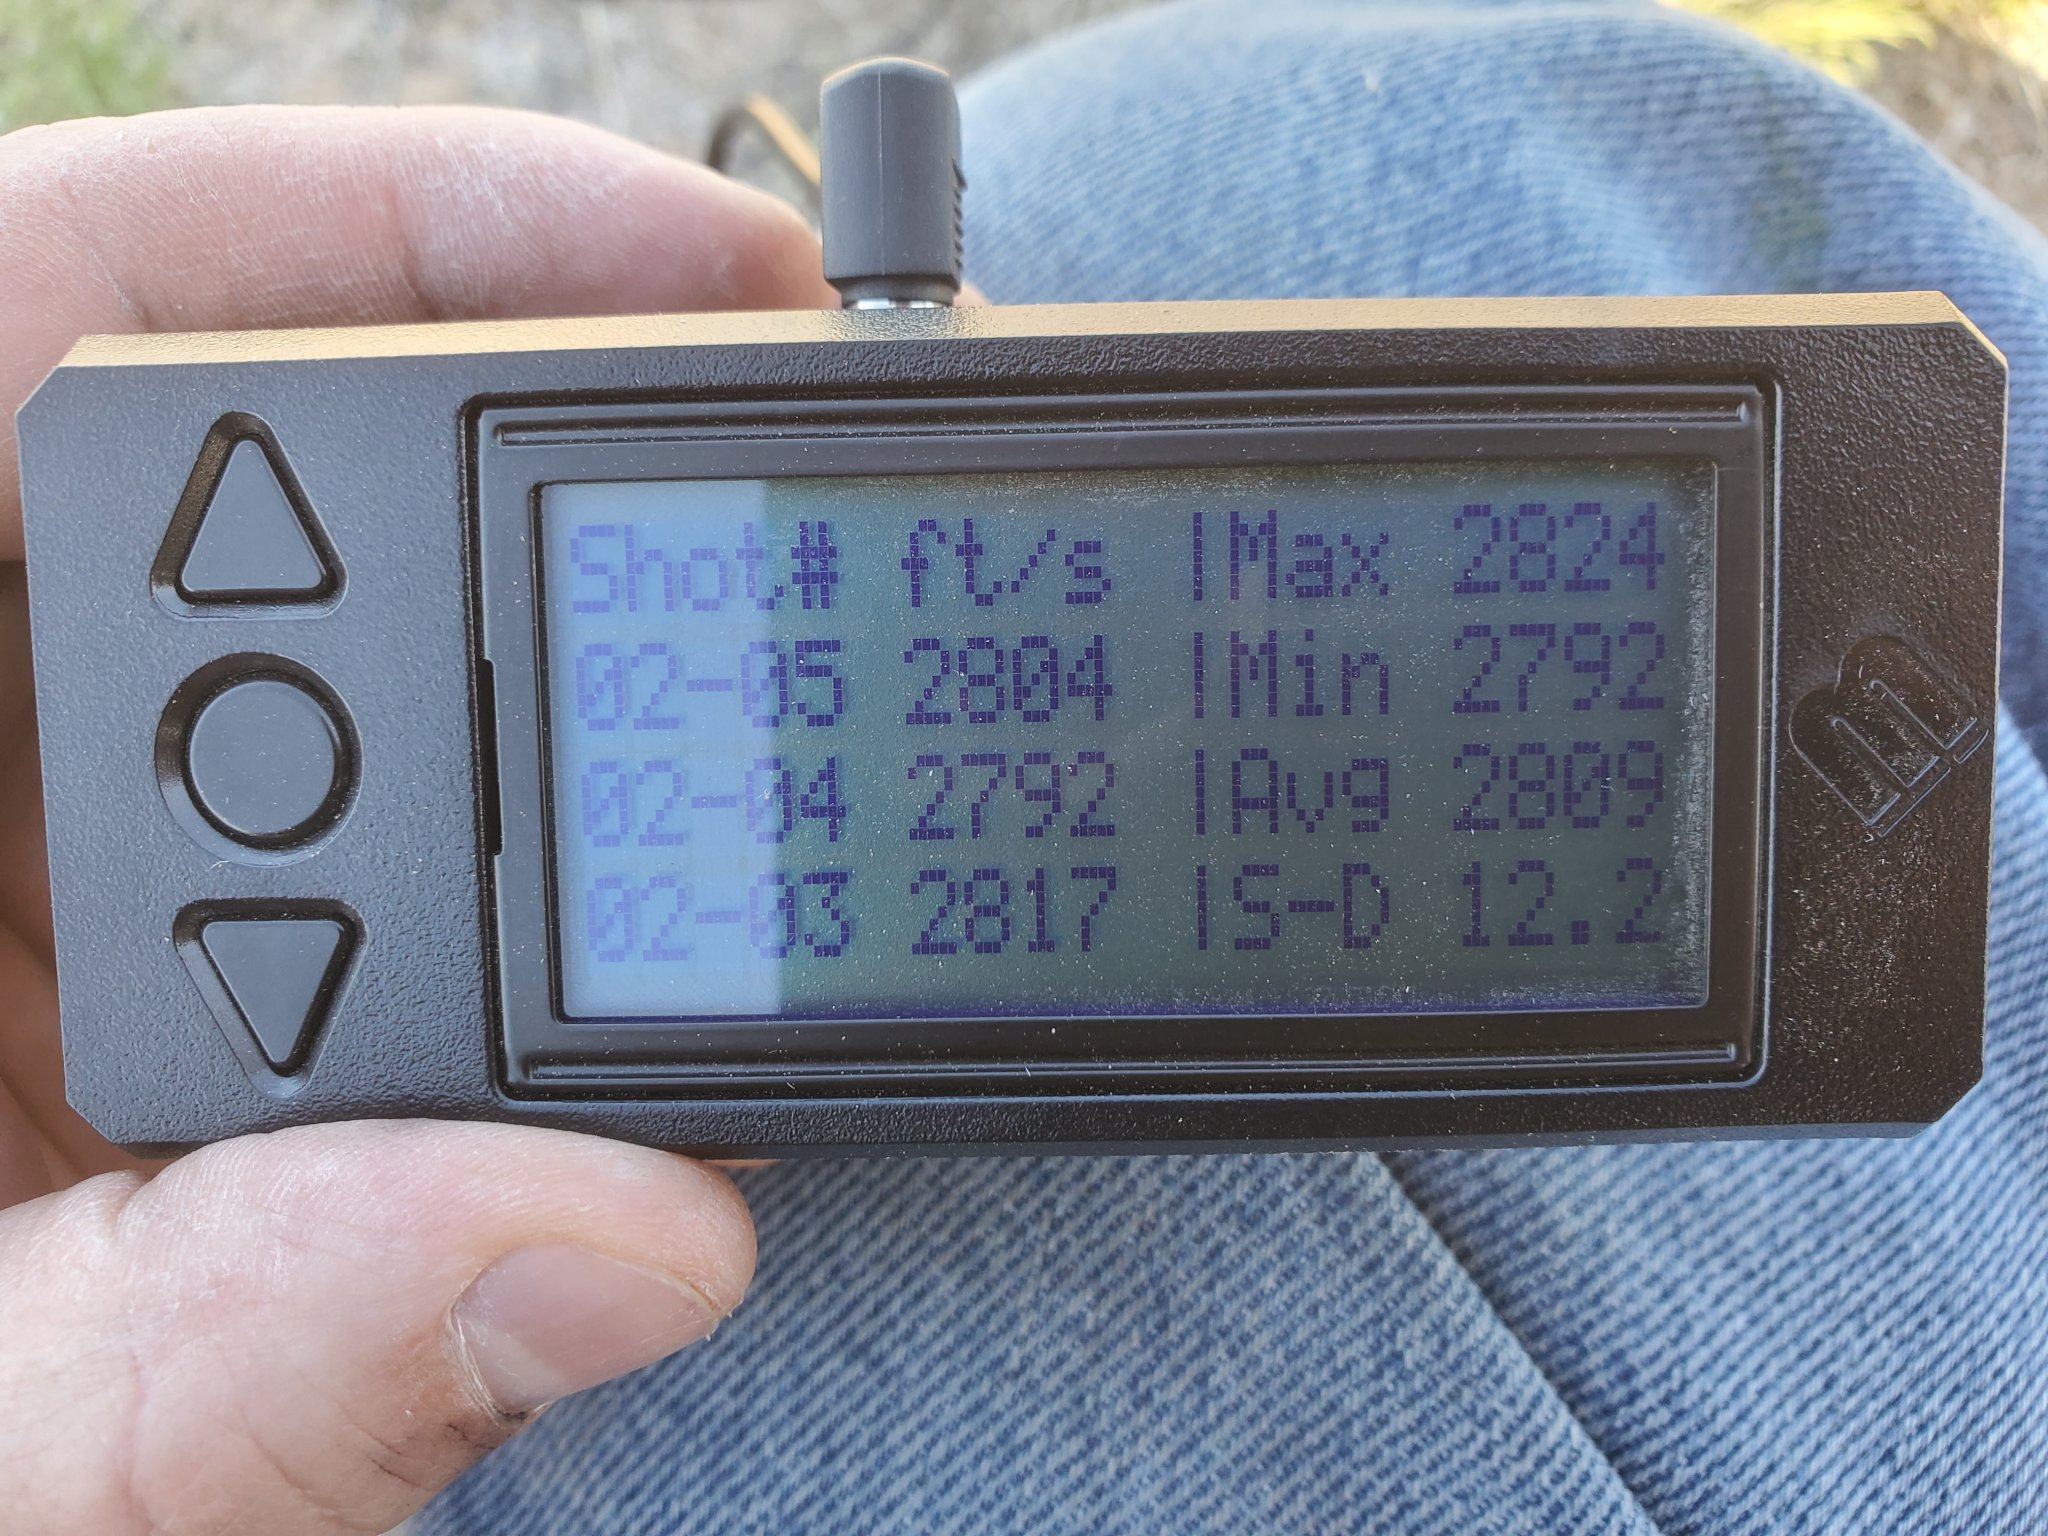 Shot# ft/s |Max 2824
02-05 2804 |Min 2792
02-04 2792 |Avg 2809
02-03 2817 |S-D 12.2